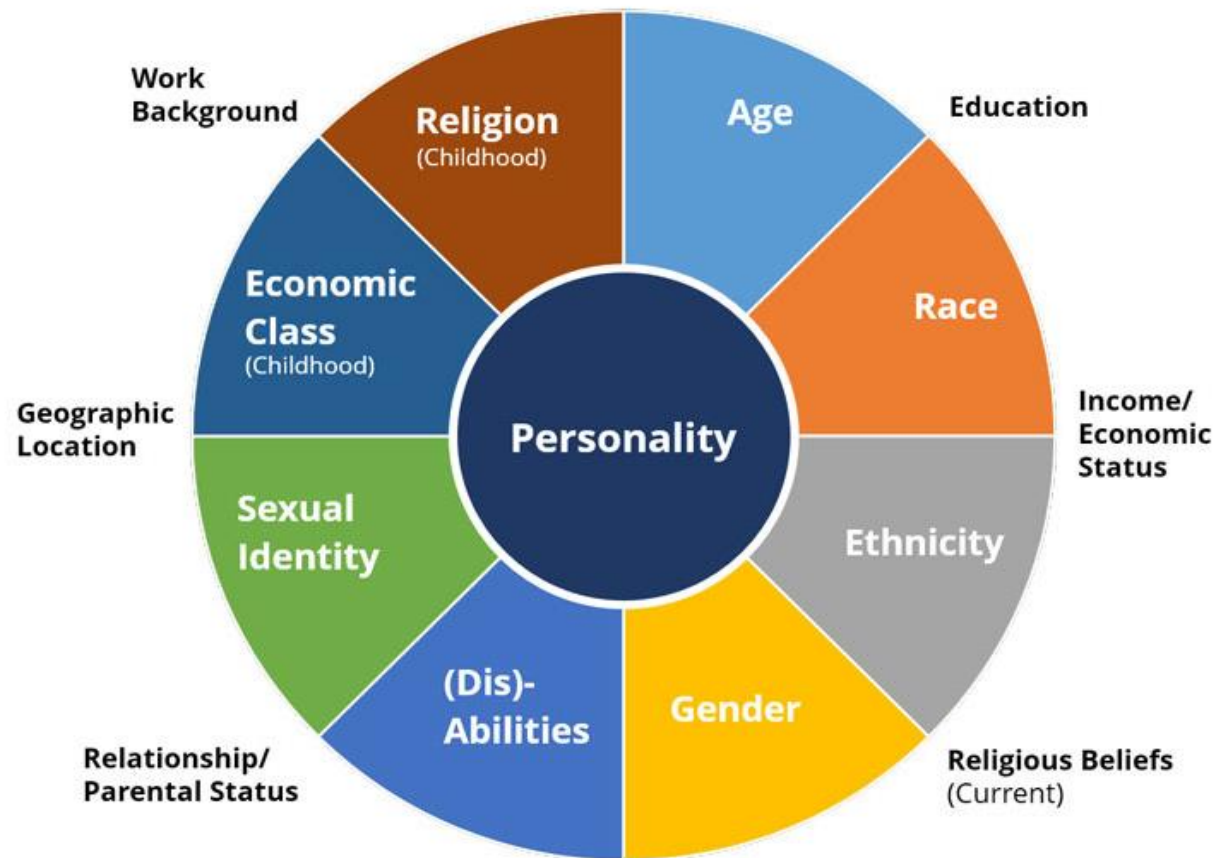 Work
Background
Religion
(Childhood)
Age
Education
Economic
Class
(Childhood)
Race
Geographic
Location
Personality
Income/
Economic
Status
Sexual
Identity
Ethnicity
(Dis)-
Abilities
Gender
Relationship/
Parental Status
Religious Beliefs
(Current)